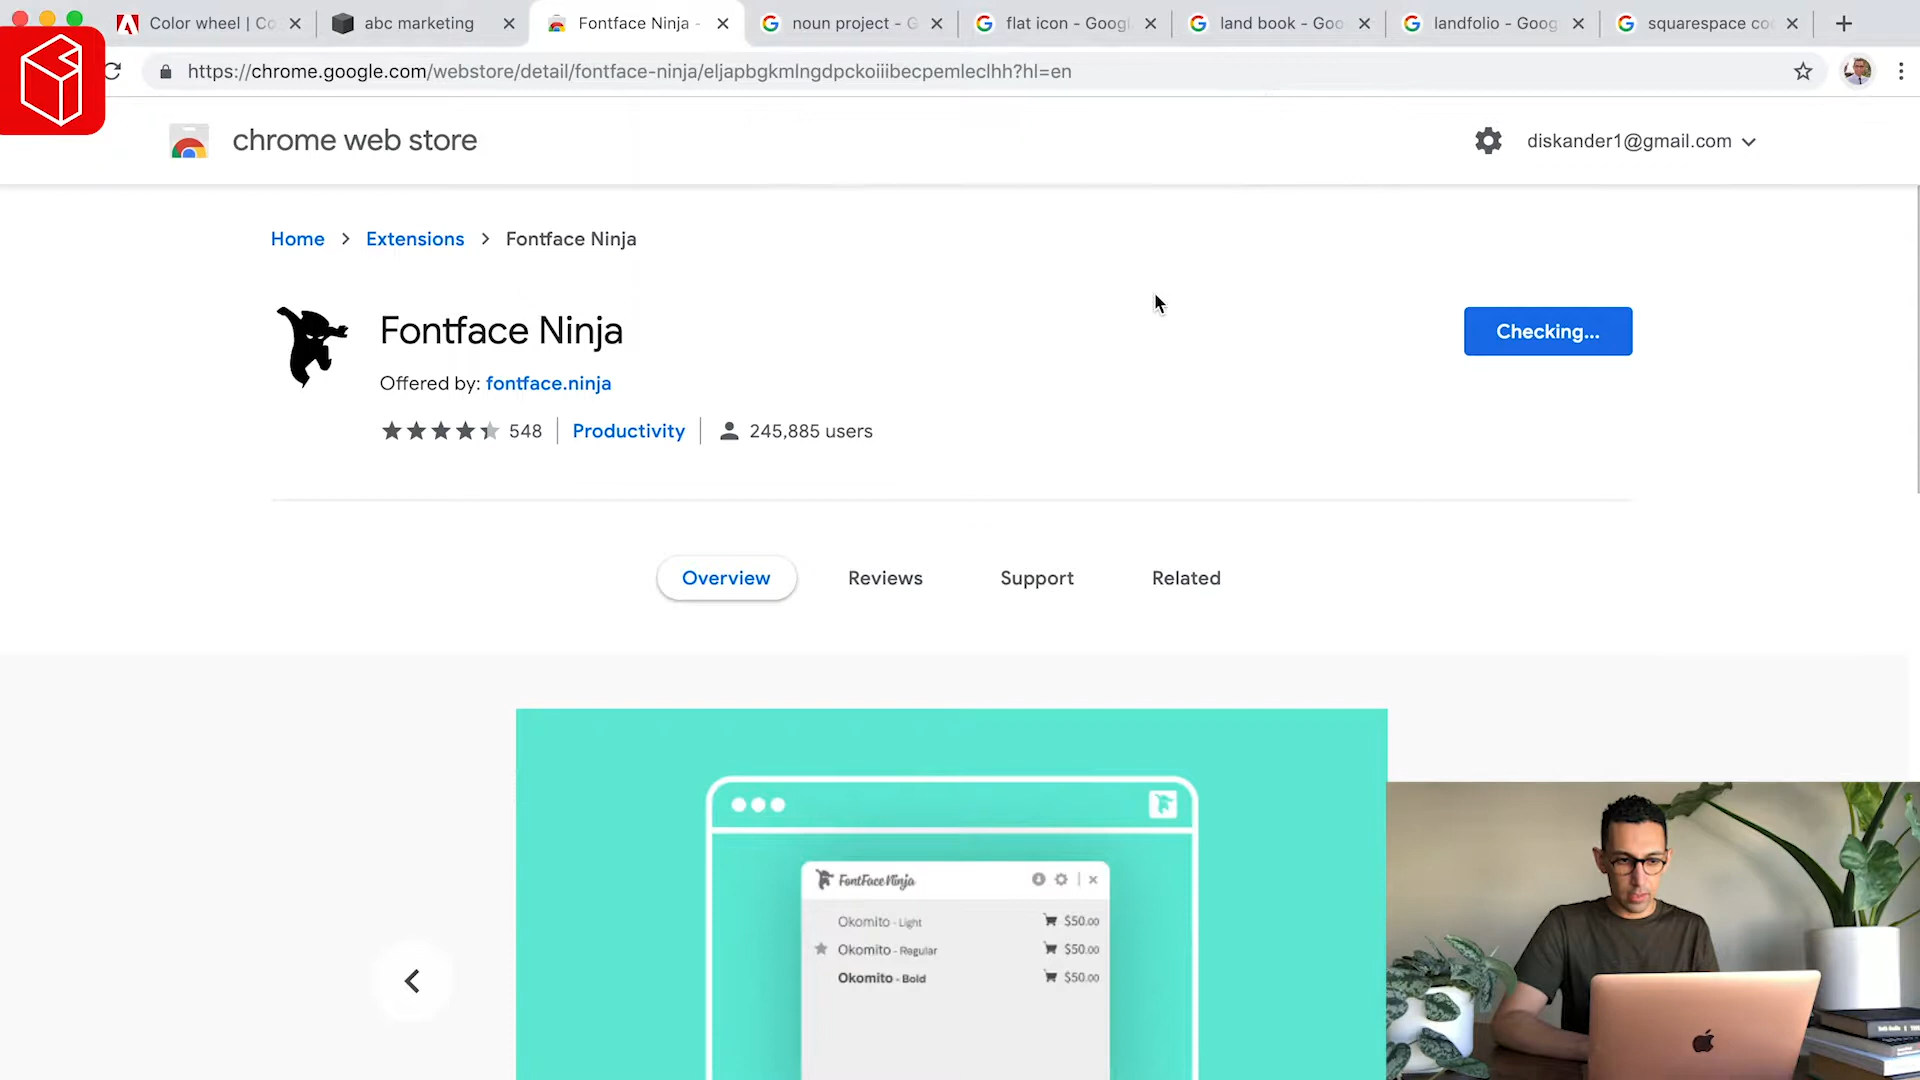 Color wheel | Co
abc marketing
Fontface Ninja -
noun project - G
flat icon - Googl
land book - Goo
landfolio - Goog
squarespace co
https://chrome.google.com/webstore/detail/fontface-ninja/eljapbgkmlngdpckoiiibecpemleclhh?hl=en
chrome web store
diskander1@gmail.com
Home
Extensions
Fontface Ninja
Fontface Ninja
Checking...
Offered by: fontface.ninja
548
Productivity
245,885 users
Overview
Reviews
Support
Related
FontFace Ninja
Okomito - Light
$50.00
Okomito - Regular
$50.00
Okomito - Bold
$50.00